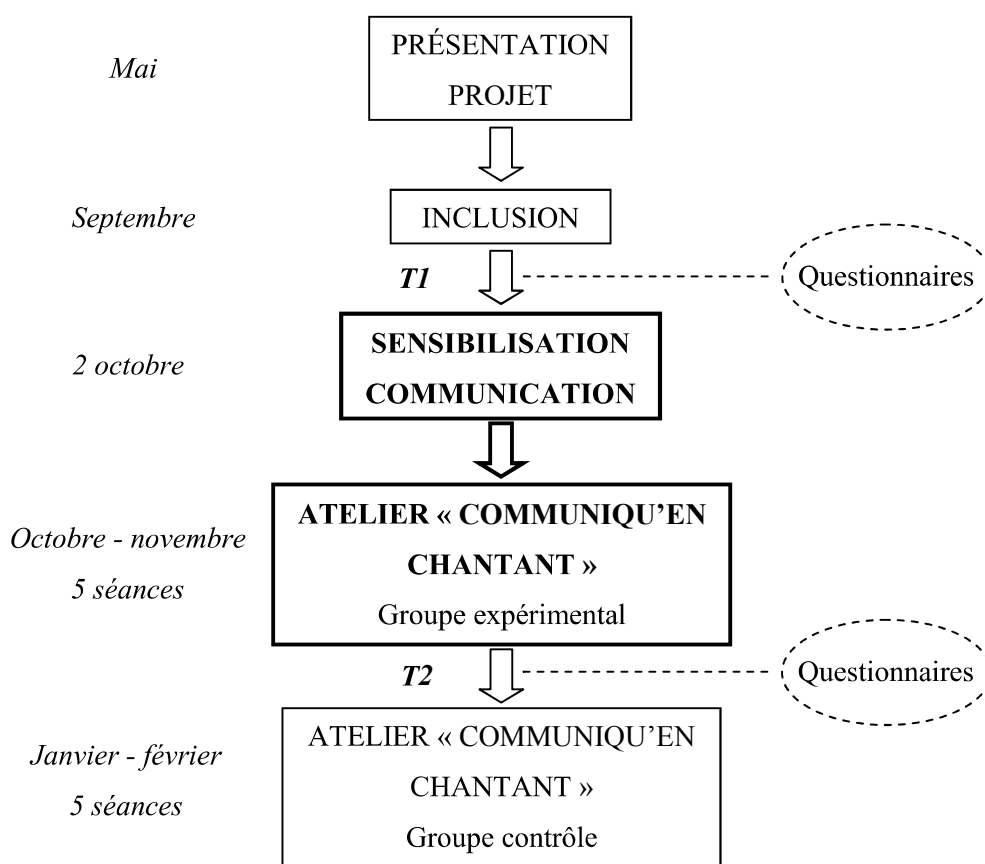 Mai
PRÉSENTATION
PROJET
Septembre
INCLUSION
T1
Questionnaires
2 octobre
SENSIBILISATION
COMMUNICATION
Octobre - novembre
5 séances
ATELIER « COMMUNIQU’EN
CHANTANT »
Groupe expérimental
T2
Questionnaires
Janvier - février
5 séances
ATELIER « COMMUNIQU’EN
CHANTANT »
Groupe contrôle